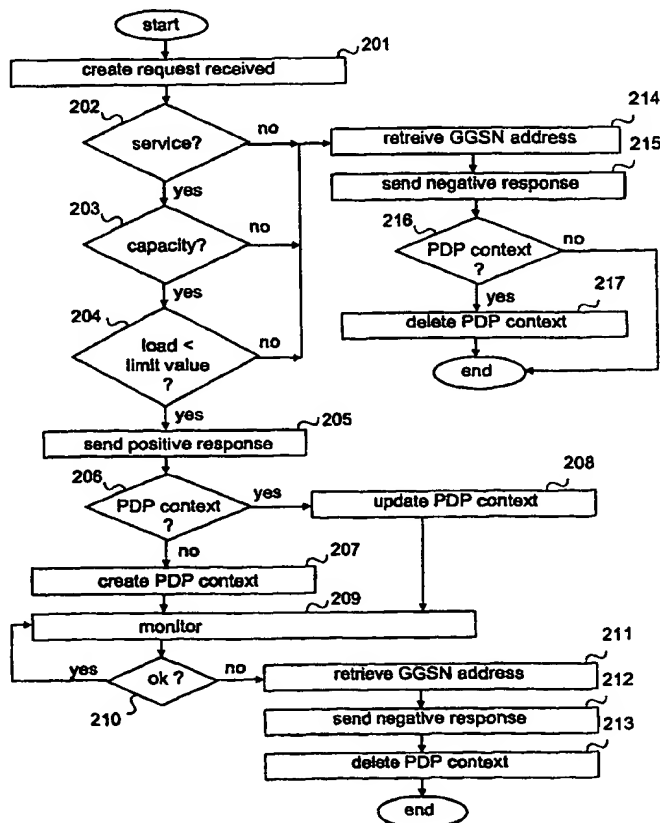 start
201
create request received
202
service?
no
yes
203
capacity?
no
yes
204
load <
limit value
?
no
yes
205
send positive response
206
PDP context
?
yes
208
update PDP context
no
207
create PDP context
209
monitor
yes
ok ?
no
210
211
retrieve GGSN address
212
send negative response
213
delete PDP context
end
214
retreive GGSN address
215
send negative response
216
PDP context
?
no
yes
217
delete PDP context
end